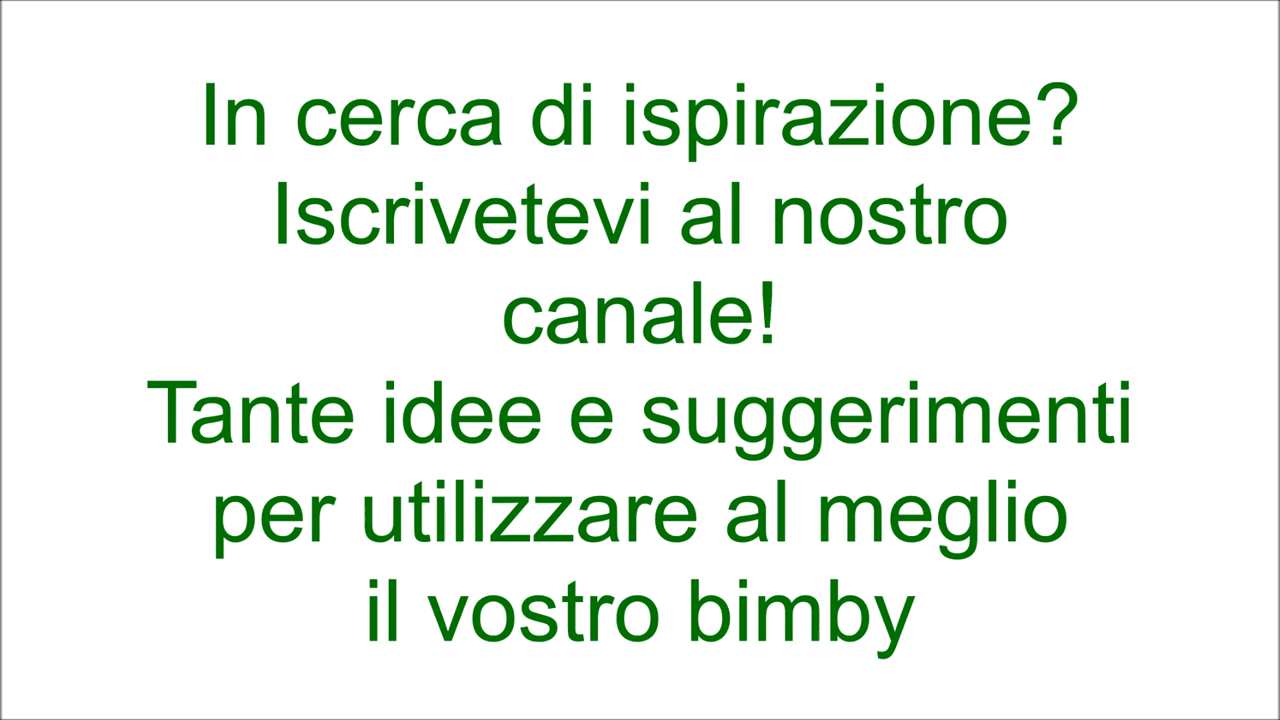 In cerca di ispirazione?
Iscrivetevi al nostro
canale!
Tante idee e suggerimenti
per utilizzare al meglio
il vostro bimby